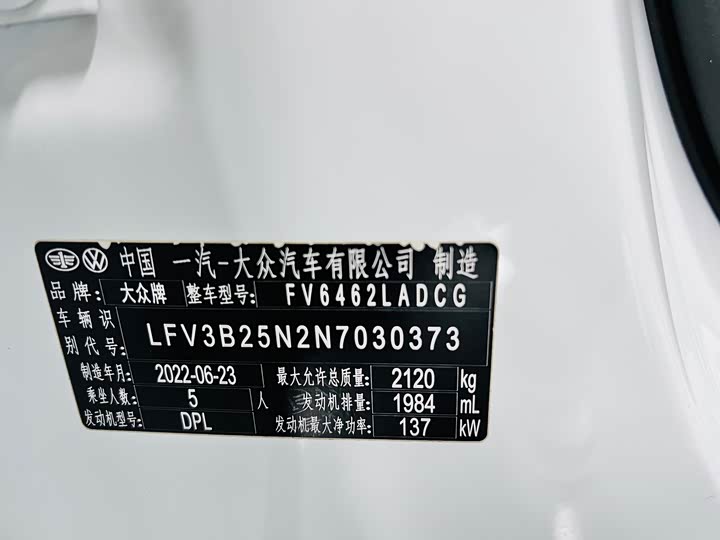 中国 一汽-大众汽车有限公司 制造
品牌: 大众牌 整车型号: FV6462LADCG
车辆识别代号: LFV3B25N2N7030373
制造年月: 2022-06-23 最大允许总质量: 2120 kg
乘坐人数: 5 人 发动机排量: 1984 mL
发动机型号: DPL 发动机最大净功率: 137 kW